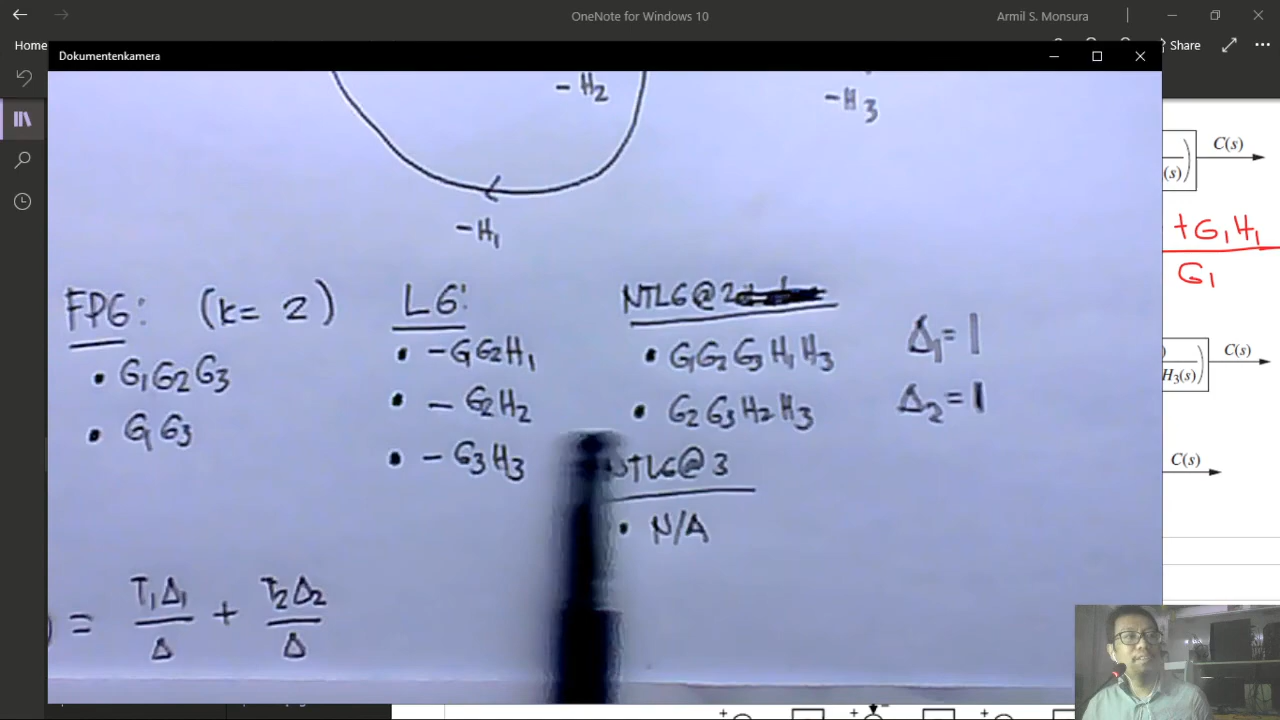 OneNote for Windows 10
Armil S. Monsura
Home
Share
Dokumentenkamera
- H2
- H3
- H1
C(s)
(s)
+G1H1
G1
C(s)
H3(s)
C(s)
FPG: (k= 2)
• G1G2G3
• G1G3
LG:
• - G1G2H1
• - G2H2
• - G3H3
NTLG@2
• G1G2G3H1H3
• G2G3H2H3
NTLG@3
• N/A
Δ1=1
Δ2=1
) = T1Δ1/Δ + T2Δ2/Δ
+ + − +